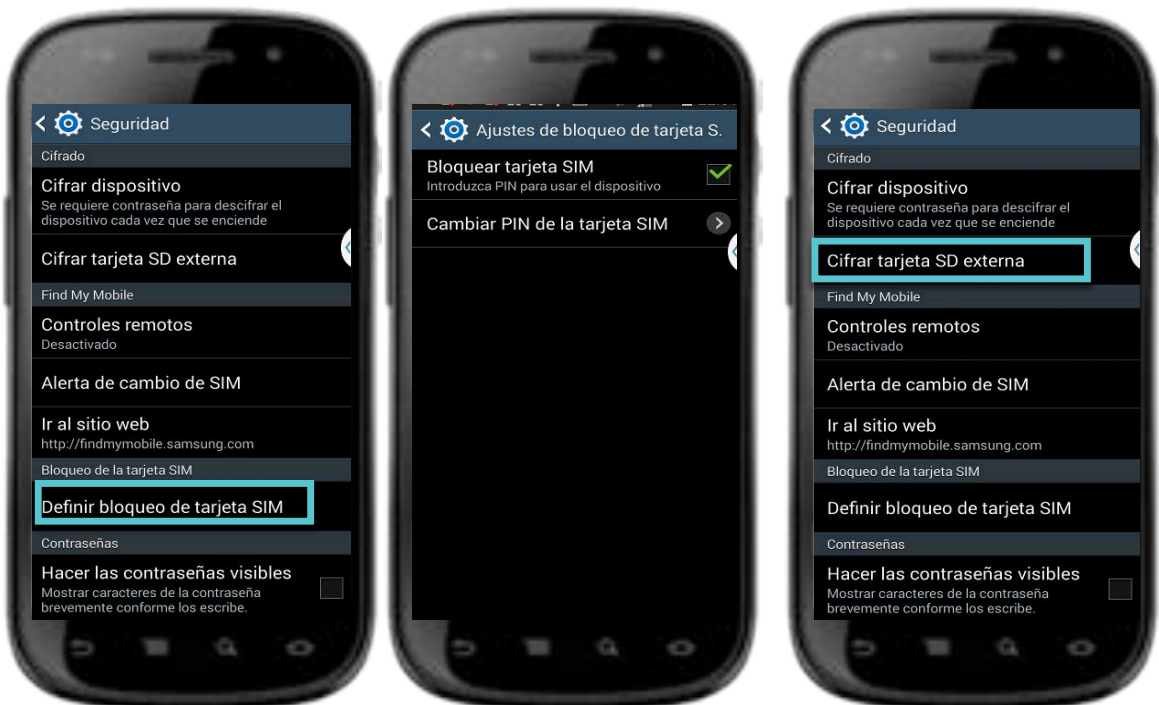 Seguridad
Cifrado
Cifrar dispositivo
Se requiere contraseña para descifrar el
dispositivo cada vez que se enciende
Cifrar tarjeta SD externa
Find My Mobile
Controles remotos
Desactivado
Alerta de cambio de SIM
Ir al sitio web
http://findmymobile.samsung.com
Bloqueo de la tarjeta SIM
Definir bloqueo de tarjeta SIM
Contraseñas
Hacer las contraseñas visibles
Mostrar caracteres de la contraseña
brevemente conforme los escribe.
Ajustes de bloqueo de tarjeta S.
Bloquear tarjeta SIM
Introduzca PIN para usar el dispositivo
Cambiar PIN de la tarjeta SIM
Seguridad
Cifrado
Cifrar dispositivo
Se requiere contraseña para descifrar el
dispositivo cada vez que se enciende
Cifrar tarjeta SD externa
Find My Mobile
Controles remotos
Desactivado
Alerta de cambio de SIM
Ir al sitio web
http://findmymobile.samsung.com
Bloqueo de la tarjeta SIM
Definir bloqueo de tarjeta SIM
Contraseñas
Hacer las contraseñas visibles
Mostrar caracteres de la contraseña
brevemente conforme los escribe.